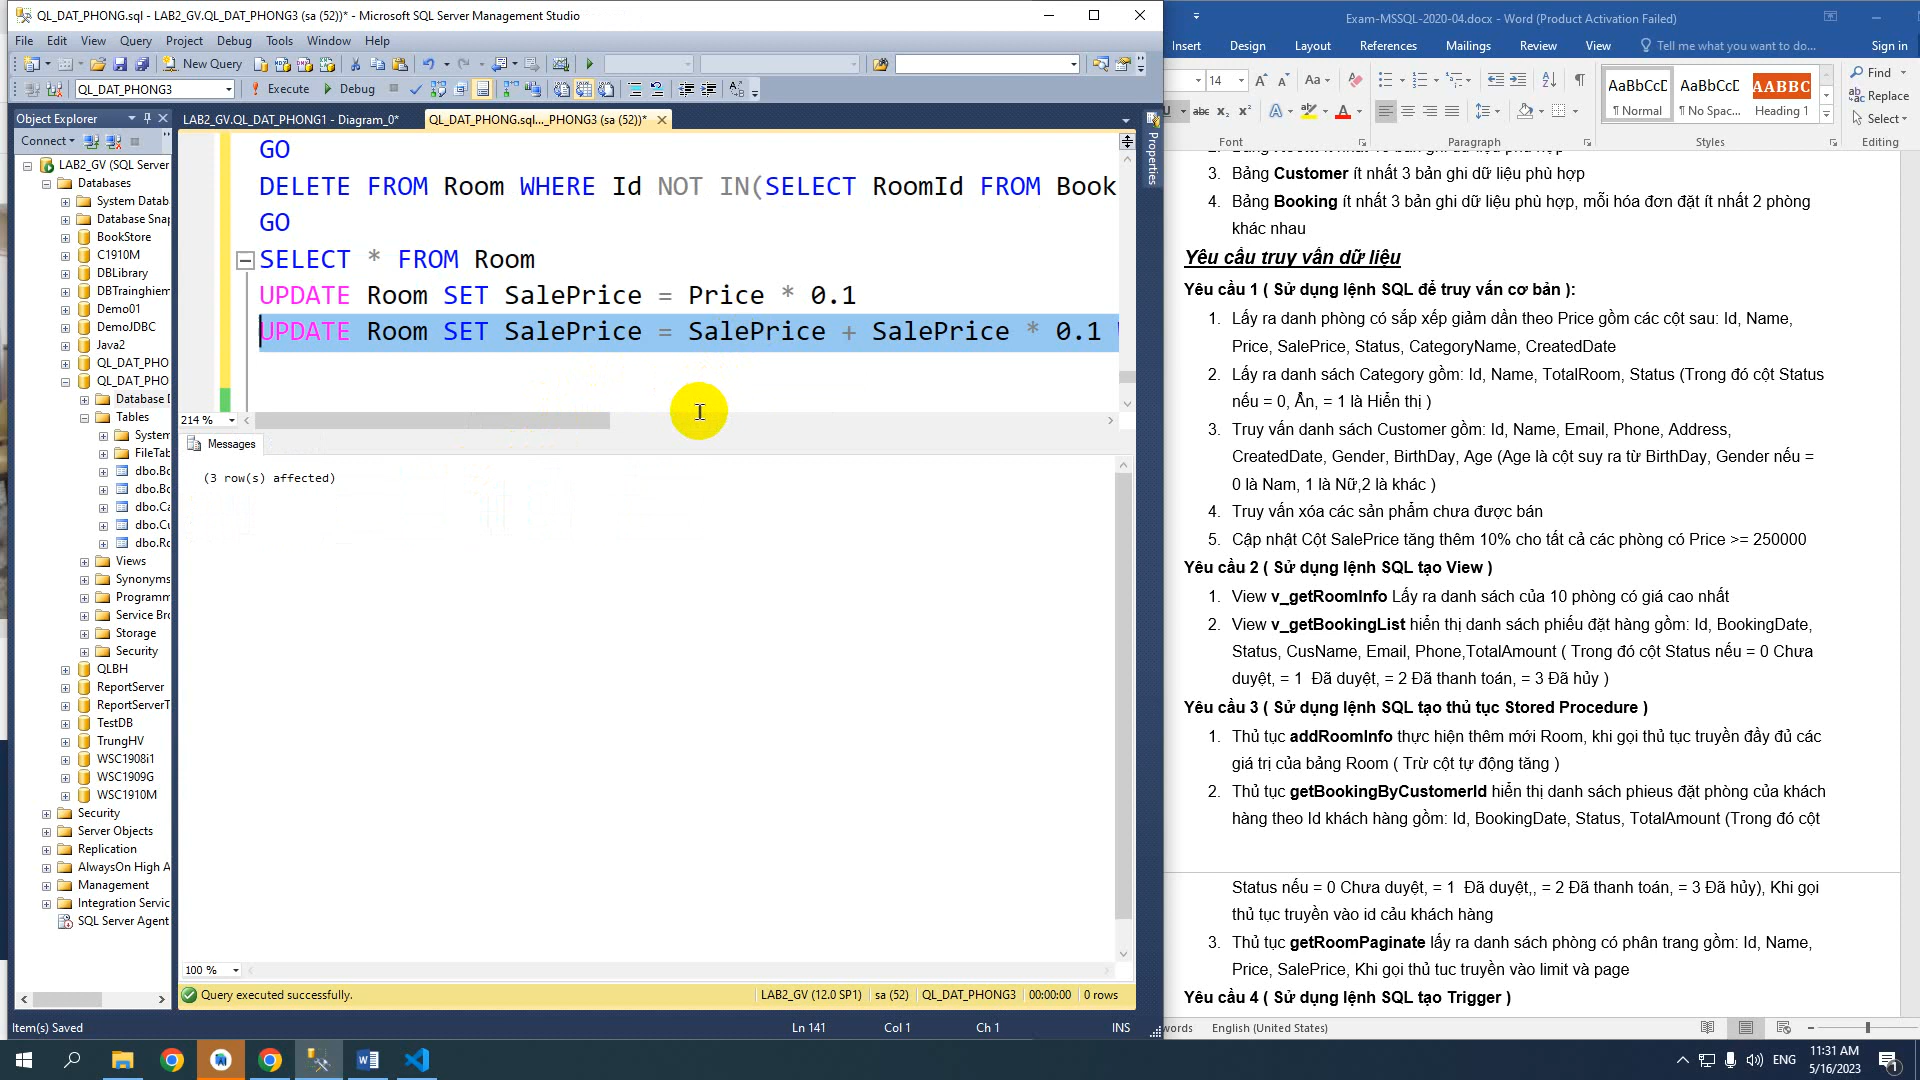 QL_DAT_PHONG.sql - LAB2_GV.QL_DAT_PHONG3 (sa (52))* - Microsoft SQL Server Management Studio
File Edit View Query Project Debug Tools Window Help
New Query
QL_DAT_PHONG3 Execute Debug
Object Explorer
Connect
LAB2_GV (SQL Server
Databases
System Datab
Database Snap
BookStore
C1910M
DBLibrary
DBTrainghiem
Demo01
DemoJDBC
Java2
QL_DAT_PHO
QL_DAT_PHO
Database D
Tables
System
FileTab
dbo.Bo
dbo.Bo
dbo.Ca
dbo.Cu
dbo.Ro
Views
Synonyms
Programm
Service Bro
Storage
Security
QLBH
ReportServer
ReportServerT
TestDB
TrungHV
WSC1908i1
WSC1909G
WSC1910M
Security
Server Objects
Replication
AlwaysOn High A
Management
Integration Servic
SQL Server Agent
LAB2_GV.QL_DAT_PHONG1 - Diagram_0*
QL_DAT_PHONG.sql..._PHONG3 (sa (52))*
Properties
GO
DELETE FROM Room WHERE Id NOT IN(SELECT RoomId FROM Book
GO
SELECT * FROM Room
UPDATE Room SET SalePrice = Price * 0.1
UPDATE Room SET SalePrice = SalePrice + SalePrice * 0.1
214 %
Messages
(3 row(s) affected)
100 %
Query executed successfully. LAB2_GV (12.0 SP1) sa (52) QL_DAT_PHONG3 00:00:00 0 rows
Item(s) Saved Ln 141 Col 1 Ch 1 INS
Exam-MSSQL-2020-04.docx - Word (Product Activation Failed)
Insert Design Layout References Mailings Review View Tell me what you want to do... Sign in
14
AaBbCcD AaBbCcD AABBC
¶ Normal ¶ No Spac... Heading 1
Find
Replace
Select
Font Paragraph Styles Editing
3. Bảng Customer ít nhất 3 bản ghi dữ liệu phù hợp
4. Bảng Booking ít nhất 3 bản ghi dữ liệu phù hợp, mỗi hóa đơn đặt ít nhất 2 phòng
khác nhau
Yêu cầu truy vấn dữ liệu
Yêu cầu 1 ( Sử dụng lệnh SQL để truy vấn cơ bản ):
1. Lấy ra danh phòng có sắp xếp giảm dần theo Price gồm các cột sau: Id, Name,
Price, SalePrice, Status, CategoryName, CreatedDate
2. Lấy ra danh sách Category gồm: Id, Name, TotalRoom, Status (Trong đó cột Status
nếu = 0, Ẩn, = 1 là Hiển thị )
3. Truy vấn danh sách Customer gồm: Id, Name, Email, Phone, Address,
CreatedDate, Gender, BirthDay, Age (Age là cột suy ra từ BirthDay, Gender nếu =
0 là Nam, 1 là Nữ,2 là khác )
4. Truy vấn xóa các sản phẩm chưa được bán
5. Cập nhật Cột SalePrice tăng thêm 10% cho tất cả các phòng có Price >= 250000
Yêu cầu 2 ( Sử dụng lệnh SQL tạo View )
1. View v_getRoomInfo Lấy ra danh sách của 10 phòng có giá cao nhất
2. View v_getBookingList hiển thị danh sách phiếu đặt hàng gồm: Id, BookingDate,
Status, CusName, Email, Phone,TotalAmount ( Trong đó cột Status nếu = 0 Chưa
duyệt, = 1 Đã duyệt, = 2 Đã thanh toán, = 3 Đã hủy )
Yêu cầu 3 ( Sử dụng lệnh SQL tạo thủ tục Stored Procedure )
1. Thủ tục addRoomInfo thực hiện thêm mới Room, khi gọi thủ tục truyền đầy đủ các
giá trị của bảng Room ( Trừ cột tự động tăng )
2. Thủ tục getBookingByCustomerId hiển thị danh sách phieus đặt phòng của khách
hàng theo Id khách hàng gồm: Id, BookingDate, Status, TotalAmount (Trong đó cột
Status nếu = 0 Chưa duyệt, = 1 Đã duyệt,, = 2 Đã thanh toán, = 3 Đã hủy), Khi gọi
thủ tục truyền vào id cảu khách hàng
3. Thủ tục getRoomPaginate lấy ra danh sách phòng có phân trang gồm: Id, Name,
Price, SalePrice, Khi gọi thủ tuc truyền vào limit và page
Yêu cầu 4 ( Sử dụng lệnh SQL tạo Trigger )
words English (United States)
ENG 11:31 AM
5/16/2023
1